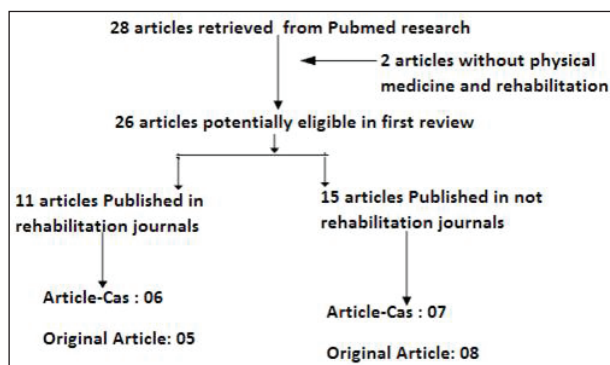 28 articles retrieved from Pubmed research
2 articles without physical
medicine and rehabilitation
26 articles potentially eligible in first review
11 articles Published in
rehabilitation journals
15 articles Published in not
rehabilitation journals
Article-Cas : 06
Original Article: 05
Article-Cas : 07
Original Article: 08